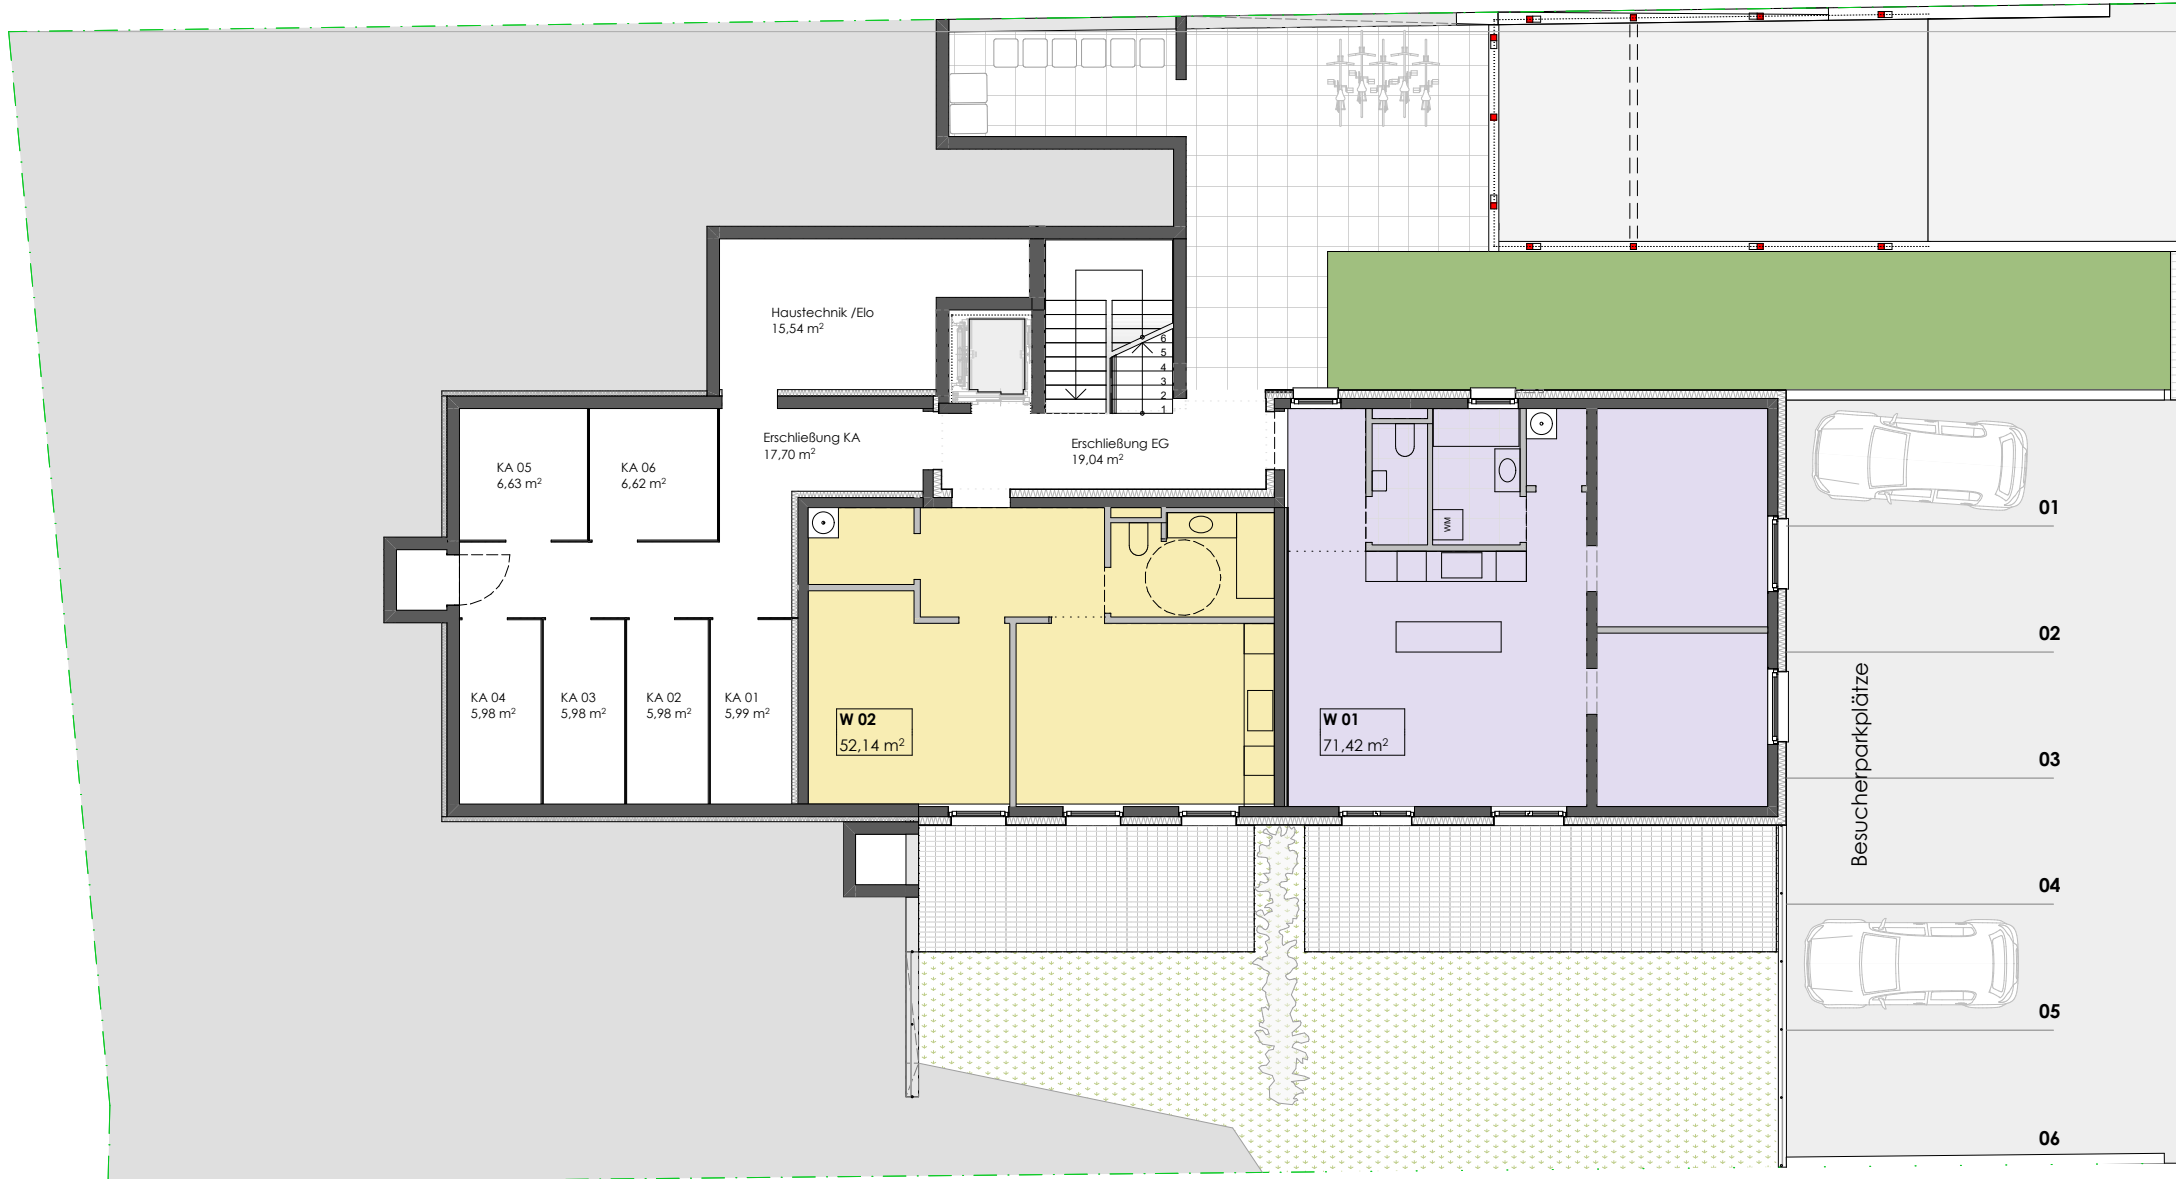 Haustechnik /Elo
15,54 m²
6
5
4
3
2
1
Erschließung KA
17,70 m²
Erschließung EG
19,04 m²
KA 05
6,63 m²
KA 06
6,62 m²
WM
01
02
KA 04
5,98 m²
KA 03
5,98 m²
KA 02
5,98 m²
KA 01
5,99 m²
W 02
52,14 m²
W 01
71,42 m²
Besucherparkplätze
03
04
05
06